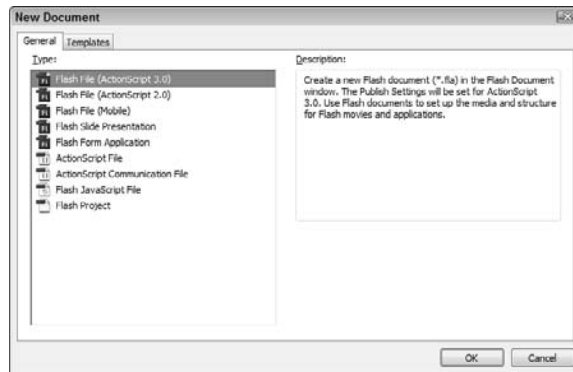 New Document
General Templates
Type:
Flash File (ActionScript 3.0)
Flash File (ActionScript 2.0)
Flash File (Mobile)
Flash Slide Presentation
Flash Form Application
ActionScript File
ActionScript Communication File
Flash JavaScript File
Flash Project
Description:
Create a new Flash document (*.fla) in the Flash Document
window. The Publish Settings will be set for ActionScript
3.0. Use Flash documents to set up the media and structure
for Flash movies and applications.
OK Cancel